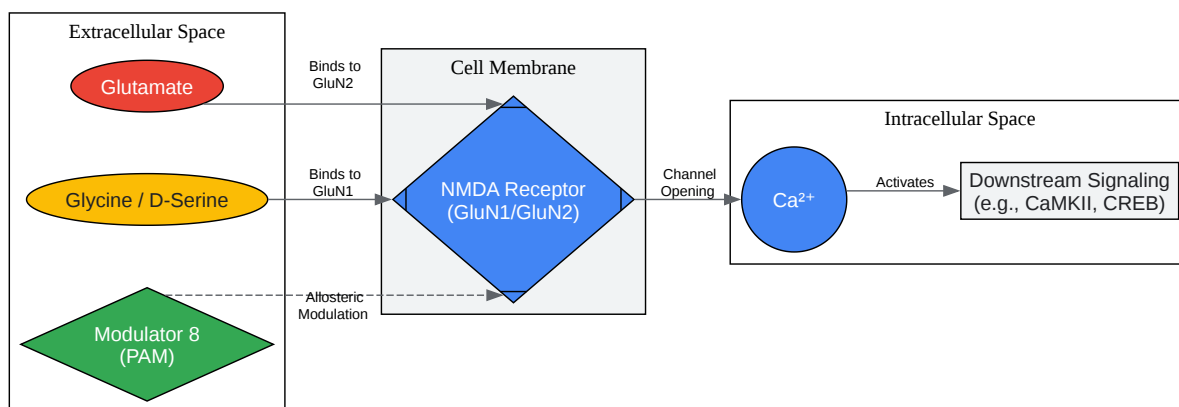 Extracellular Space
Glutamate
Binds to
GluN2
Cell Membrane
Glycine / D-Serine
Binds to
GluN1
NMDA Receptor
(GluN1/GluN2)
Channel
Opening
Intracellular Space
Ca²⁺
Activates
Downstream Signaling
(e.g., CaMKII, CREB)
Modulator 8
(PAM)
Allosteric
Modulation